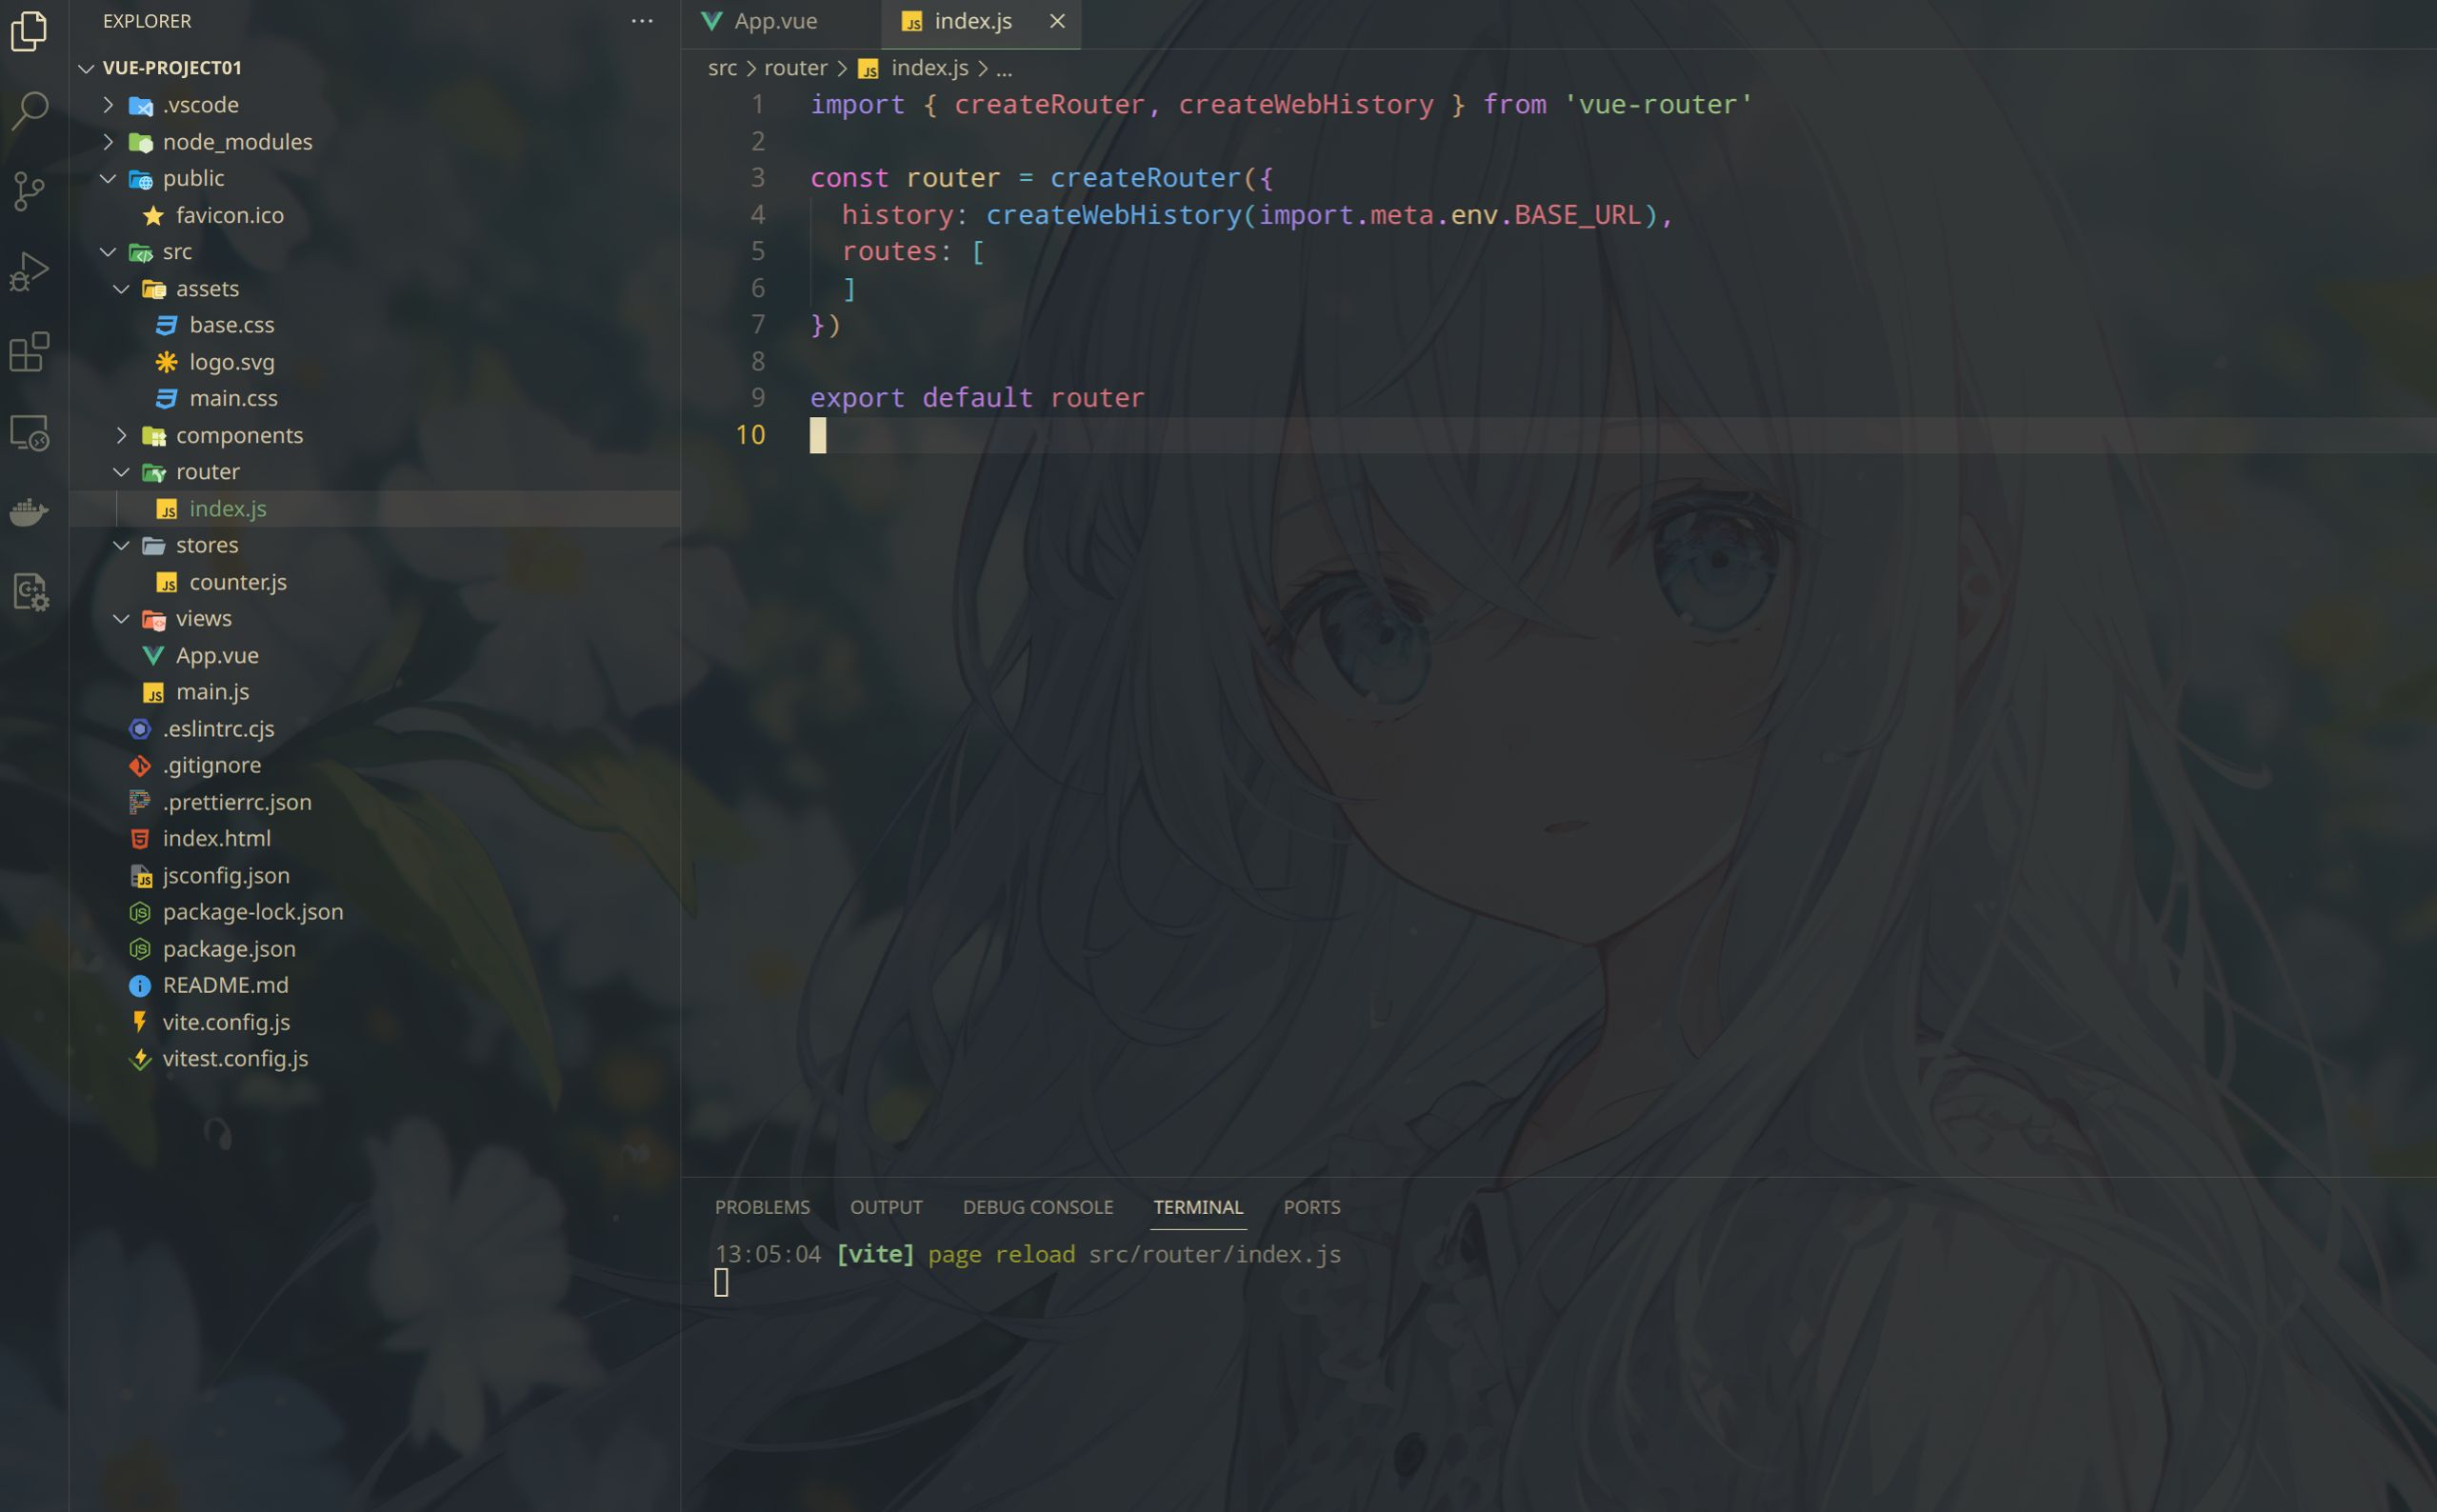 EXPLORER
VUE-PROJECT01
.vscode
node_modules
public
favicon.ico
src
assets
base.css
logo.svg
main.css
components
router
index.js
stores
counter.js
views
App.vue
main.js
.eslintrc.cjs
.gitignore
.prettierrc.json
index.html
jsconfig.json
package-lock.json
package.json
README.md
vite.config.js
vitest.config.js
App.vue index.js
src > router > index.js > ...
1 import { createRouter, createWebHistory } from 'vue-router'
2
3 const router = createRouter({
4 history: createWebHistory(import.meta.env.BASE_URL),
5 routes: [
6 ]
7 })
8
9 export default router
10
PROBLEMS OUTPUT DEBUG CONSOLE TERMINAL PORTS
13:05:04 [vite] page reload src/router/index.js